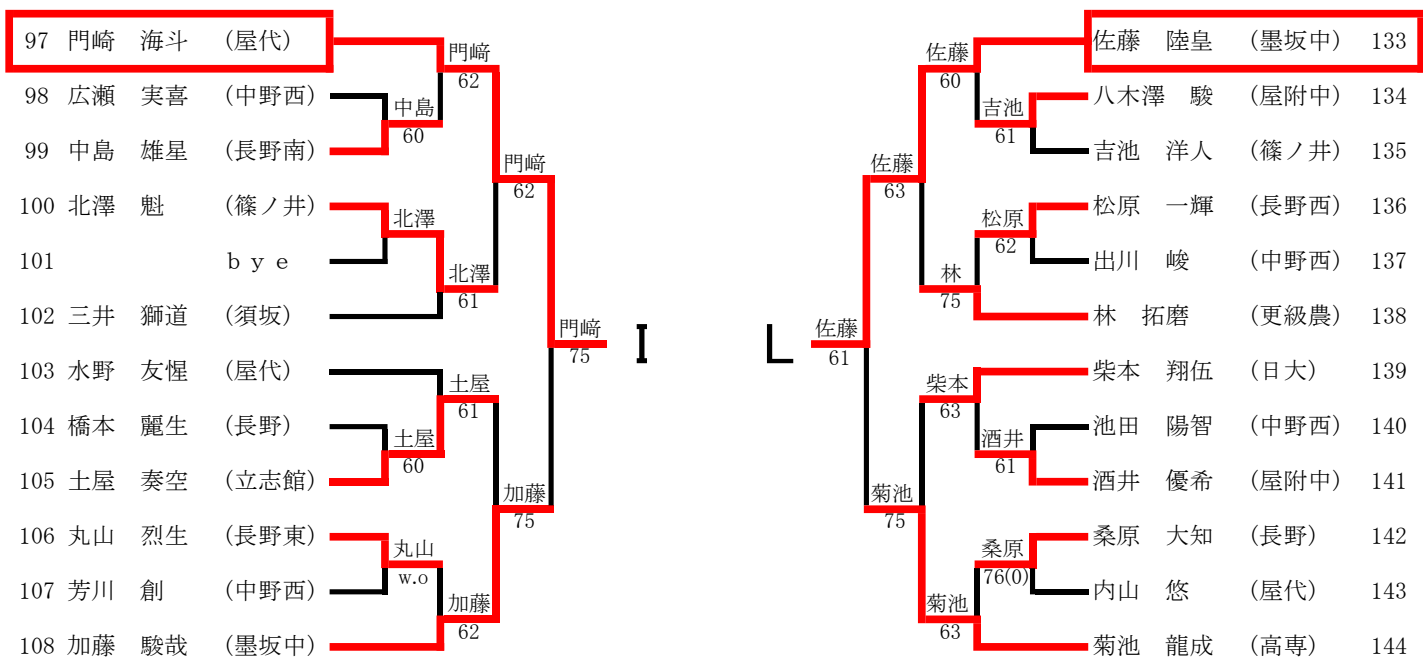 97 門崎 海斗 (屋代)
98 広瀬 実喜 (中野西)
99 中島 雄星 (長野南)
100 北澤 魁 (篠ノ井)
101 bye
102 三井 獅道 (須坂)
103 水野 友惺 (屋代)
104 橋本 麗生 (長野)
105 土屋 奏空 (立志館)
106 丸山 烈生 (長野東)
107 芳川 創 (中野西)
108 加藤 駿哉 (墨坂中)
中島
60
北澤
土屋
60
丸山
w.o
門﨑
62
北澤
61
土屋
61
加藤
62
門﨑
62
加藤
75
門﨑
75
I
L
佐藤
61
佐藤
63
菊池
75
佐藤
60
林
75
柴本
63
菊池
63
吉池
61
松原
62
酒井
61
桑原
76(0)
佐藤 陸皇 (墨坂中) 133
八木澤 駿 (屋附中) 134
吉池 洋人 (篠ノ井) 135
松原 一輝 (長野西) 136
出川 峻 (中野西) 137
林 拓磨 (更級農) 138
柴本 翔伍 (日大) 139
池田 陽智 (中野西) 140
酒井 優希 (屋附中) 141
桑原 大知 (長野) 142
内山 悠 (屋代) 143
菊池 龍成 (高専) 144